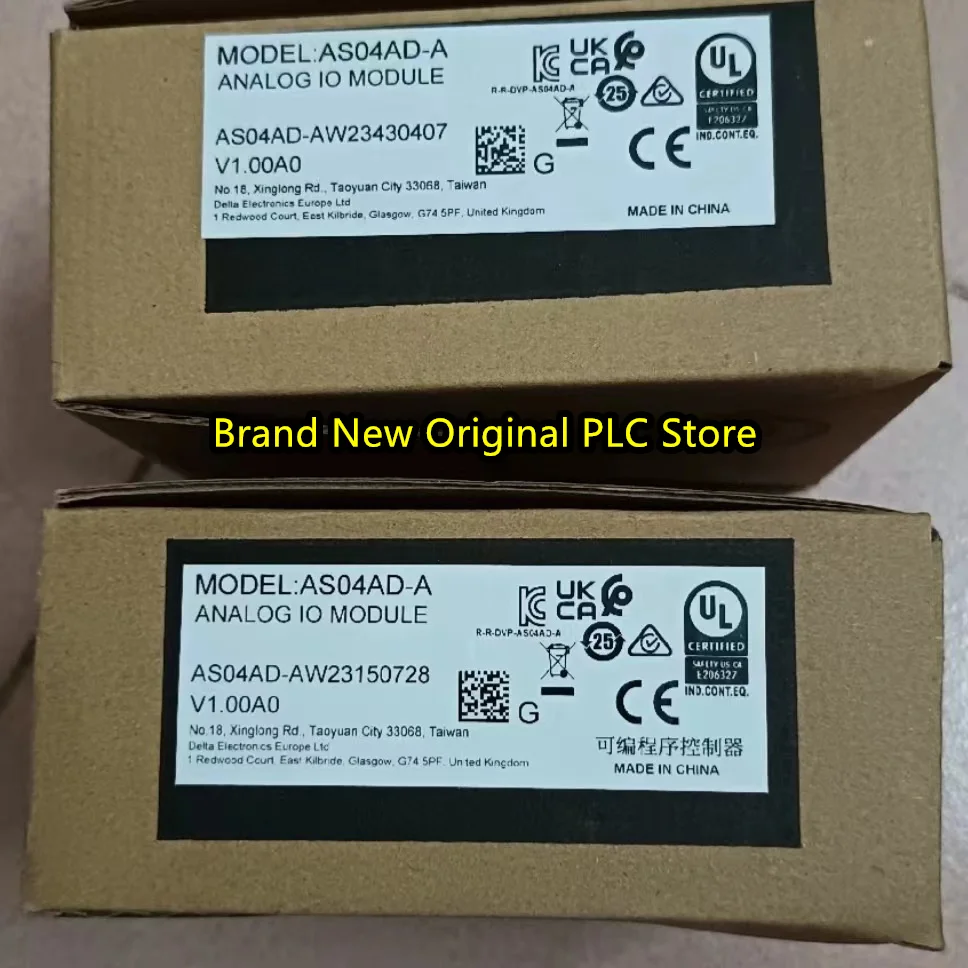 MODEL:AS04AD-A
ANALOG IO MODULE
R-R-DVP-AS04AD-A
UK
CA
25
UL
CERTIFIED
SAFETY US CA
E206327
IND.CONT.EQ.
AS04AD-AW23430407
V1.00A0
G
CE
No.18, Xinglong Rd., Taoyuan City 33068, Taiwan
Delta Electronics Europe Ltd
1 Redwood Court, East Kilbride, Glasgow, G74 5PF, United Kingdom
MADE IN CHINA
Brand New Original PLC Store
MODEL:AS04AD-A
ANALOG IO MODULE
R-R-DVP-AS04AD-A
UK
CA
25
UL
CERTIFIED
SAFETY US CA
E206327
IND.CONT.EQ.
AS04AD-AW23150728
V1.00A0
G
CE
No.18, Xinglong Rd., Taoyuan City 33068, Taiwan
Delta Electronics Europe Ltd
1 Redwood Court, East Kilbride, Glasgow, G74 5PF, United Kingdom
可编程序控制器
MADE IN CHINA